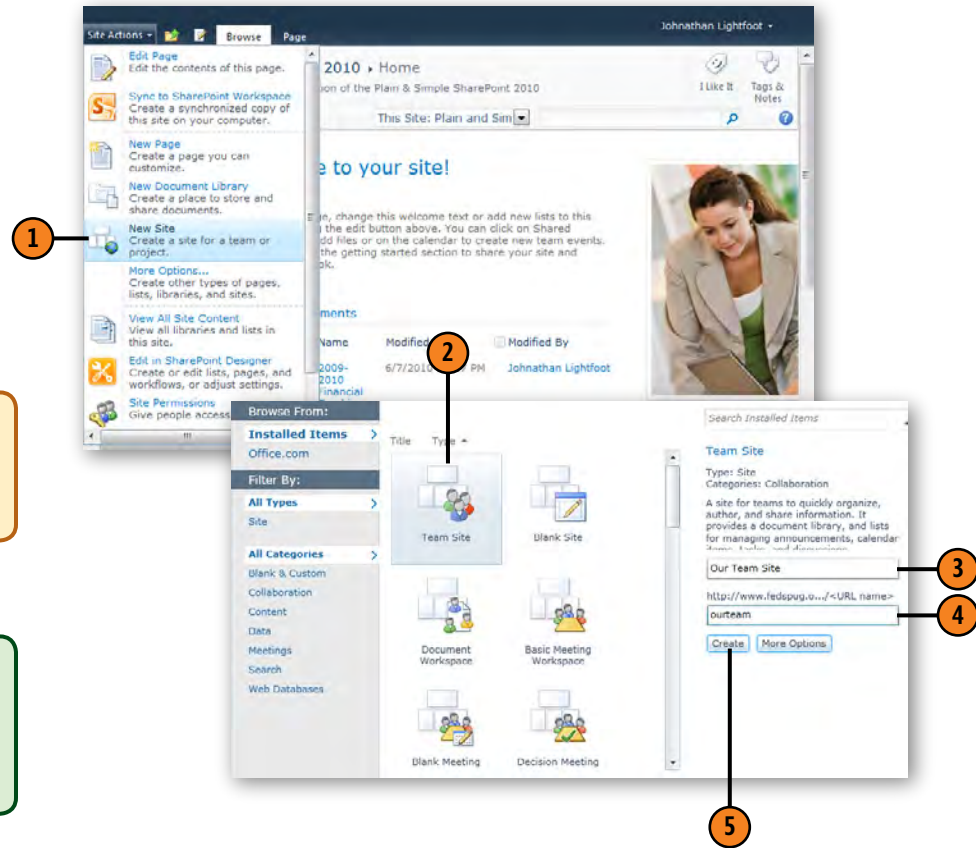 Johnathan Lightfoot
Site Actions Browse Page
Edit Page
Edit the contents of this page.
Sync to SharePoint Workspace
Create a synchronized copy of
this site on your computer.
New Page
Create a page you can
customize.
New Document Library
Create a place to store and
share documents.
1
New Site
Create a site for a team or
project.
More Options...
Create other types of pages,
lists, libraries, and sites.
View All Site Content
View all libraries and lists in
this site.
Edit in SharePoint Designer
Create or edit lists, pages, and
workflows, or adjust settings.
Site Permissions
Give people access
2010 Home
of the Plain & Simple SharePoint 2010
I Like It
Tags &
Notes
This Site: Plain and Sim
to your site!
change this welcome text or add new lists to this
the edit button above. You can click on Shared
files or on the calendar to create new team events.
the getting started section to share your site and
Name Modified Modified By
2009-
2010
Financial
6/7/2010 PM
Johnathan Lightfoot
2
Browse From:
Installed Items
Office.com
Filter By:
All Types
Site
All Categories
Blank & Custom
Collaboration
Content
Data
Meetings
Search
Web Databases
Title Type
Team Site
Blank Site
Document
Workspace
Basic Meeting
Workspace
Blank Meeting
Decision Meeting
Search Installed Items
Team Site
Type: Site
Categories: Collaboration
A site for teams to quickly organize,
author, and share information. It
provides a document library, and lists
for managing announcements, calendar
items, tasks, and discussions.
Our Team Site
3
http://www.fedspug.o.../<URL name>
ourteam
4
Create More Options
5